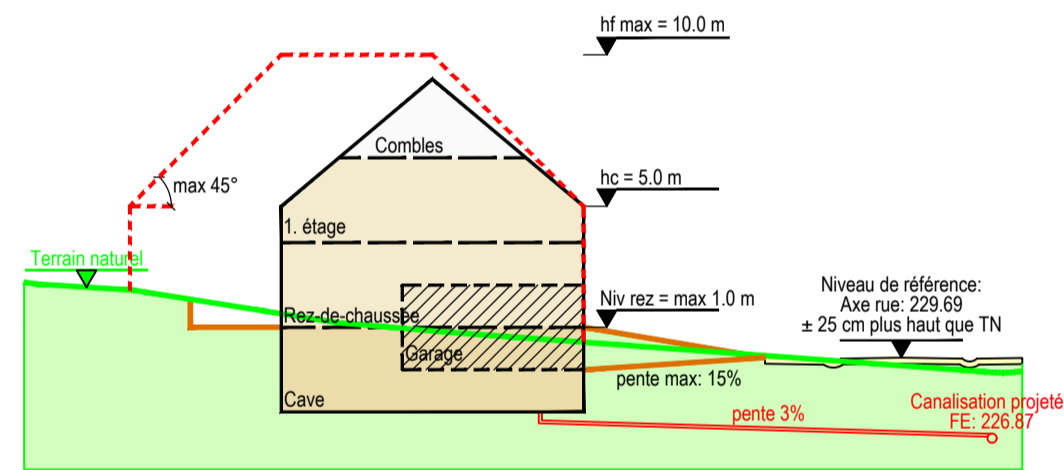 hf max = 10.0 m
Combles
max 45°
hc = 5.0 m
1. étage
Terrain naturel
Niveau de référence:
Axe rue: 229.69
± 25 cm plus haut que TN
Niv rez = max 1.0 m
Rez-de-chaussée
Garage
pente max: 15%
Cave
Canalisation projeté
FE: 226.87
pente 3%